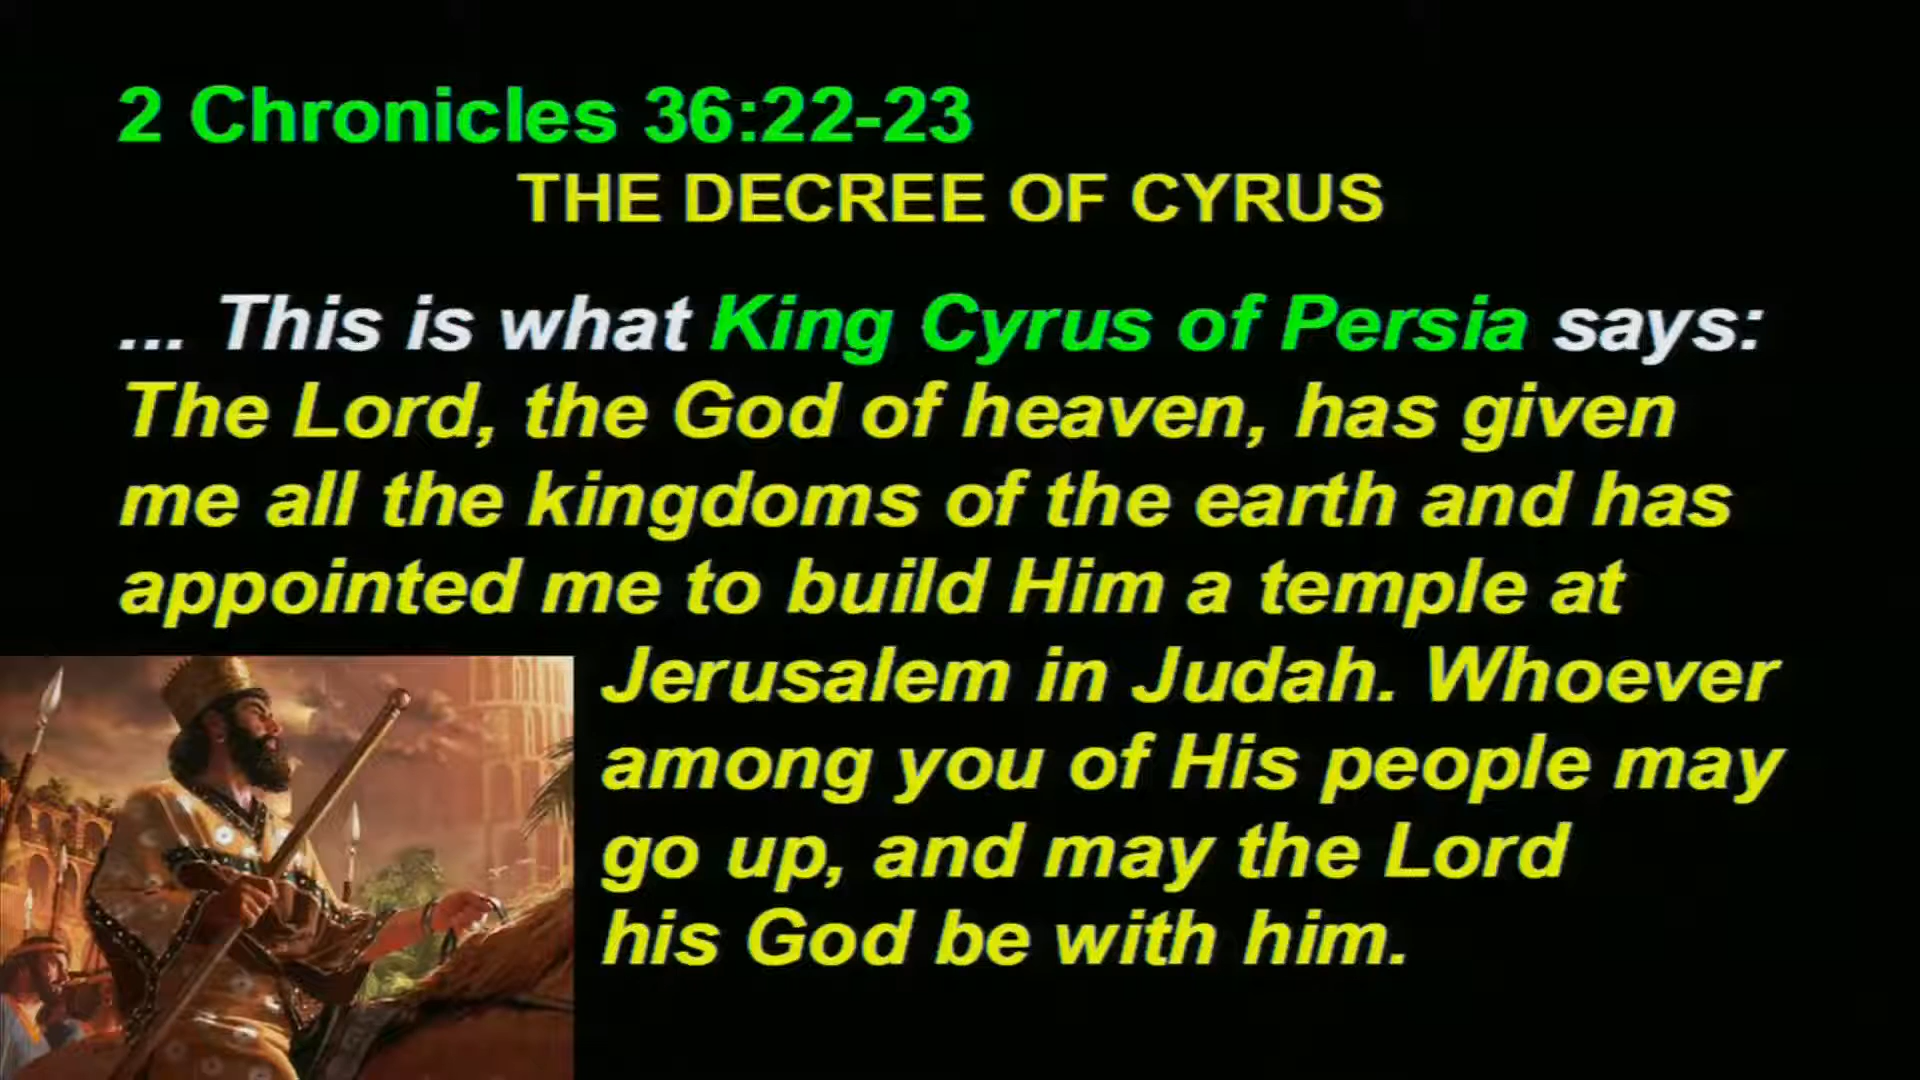 2 Chronicles 36:22-23
THE DECREE OF CYRUS
... This is what King Cyrus of Persia says:
The Lord, the God of heaven, has given
me all the kingdoms of the earth and has
appointed me to build Him a temple at
Jerusalem in Judah. Whoever
among you of His people may
go up, and may the Lord
his God be with him.